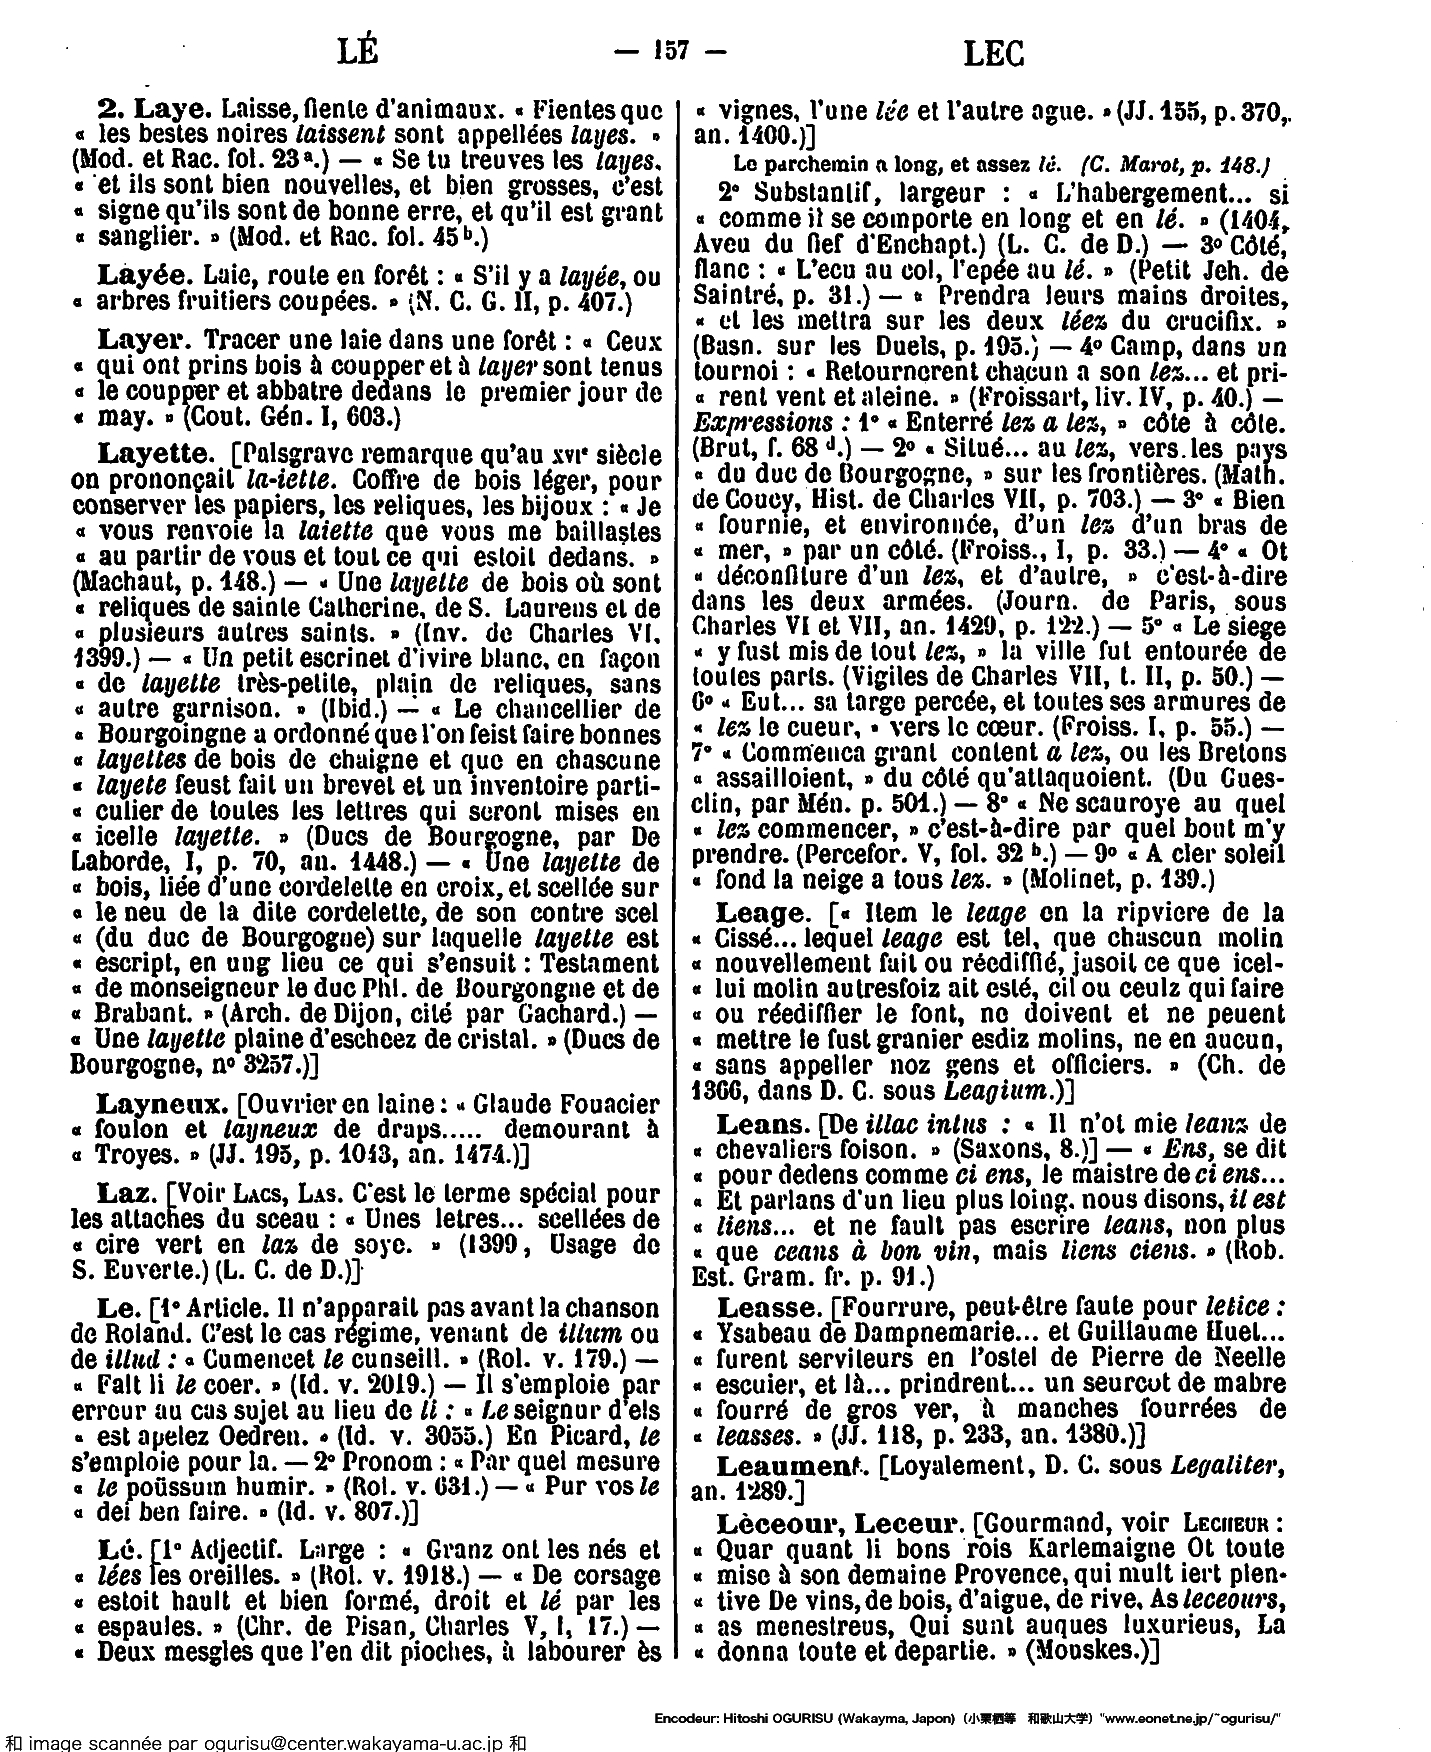 LÉ — 157 — LEC
2. Laye. Laisse, fiente d'animaux. « Fientes que
« les bestes noires laissent sont appellées layes. »
(Mod. et Rac. fol. 23ª.) — « Se tu treuves les layes,
« et ils sont bien nouvelles, et bien grosses, c'est
« signe qu'ils sont de bonne erre, et qu'il est grant
« sanglier. » (Mod. et Rac. fol. 45ᵇ.)
Layée. Laie, route en forêt : « S'il y a layée, ou
« arbres fruitiers coupées. » (N. C. G. II, p. 407.)
Layer. Tracer une laie dans une forêt : « Ceux
« qui ont prins bois à coupper et à layer sont tenus
« le coupper et abbatre dedans le premier jour de
« may. » (Cout. Gén. I, 603.)
Layette. [Palsgrave remarque qu'au XVIᵉ siècle
on prononçait la-iette. Coffre de bois léger, pour
conserver les papiers, les reliques, les bijoux : « Je
« vous renvoie la laiette que vous me baillastes
« au partir de vous et tout ce qui estoit dedans. »
(Machaut, p. 148.) — « Une layette de bois où sont
« reliques de sainte Catherine, de S. Laurens et de
« plusieurs autres saints. » (Inv. de Charles VI,
1399.) — « Un petit escrinet d'ivire blanc, en façon
« de layette très-petite, plain de reliques, sans
« autre garnison. » (Ibid.) — « Le chancellier de
« Bourgoingne a ordonné que l'on feist faire bonnes
« layettes de bois de chaigne et que en chascune
« layete feust fait un brevet et un inventoire parti-
« culier de toutes les lettres qui seront mises en
« icelle layette. » (Ducs de Bourgogne, par De
Laborde, I, p. 70, an. 1448.) — « Une layette de
« bois, liée d'une cordelette en croix, et scellée sur
« le neu de la dite cordelette, de son contre scel
« (du duc de Bourgogne) sur laquelle layette est
« escript, en ung lieu ce qui s'ensuit : Testament
« de monseigneur le duc Phl. de Bourgongne et de
« Brabant. » (Arch. de Dijon, cité par Gachard.) —
« Une layette plaine d'escheez de cristal. » (Ducs de
Bourgogne, nº 3257.)]
Layneux. [Ouvrier en laine : « Glaude Fouacier
« foulon et layneux de draps..... demourant à
« Troyes. » (JJ. 195, p. 1043, an. 1474.)]
Laz. [Voir LACS, LAS. C'est le terme spécial pour
les attaches du sceau : « Unes letres... scellées de
« cire vert en laz de soye. » (1399, Usage de
S. Euverte.) (L. C. de D.)]
Le. [1º Article. Il n'apparait pas avant la chanson
de Roland. C'est le cas régime, venant de illum ou
de illud : « Cumencet le cunseill. » (Rol. v. 179.) —
« Falt li le coer. » (Id. v. 2019.) — Il s'emploie par
erreur au cas sujet au lieu de li : « Le seignur d'els
« est apelez Oedren. » (Id. v. 3055.) En Picard, le
s'emploie pour la. — 2º Pronom : « Par quel mesure
« le poüssum humir. » (Rol. v. 631.) — « Pur vos le
« dei ben faire. » (Id. v. 807.)]
Lé. [1º Adjectif. Large : « Granz ont les nés et
« lées les oreilles. » (Rol. v. 1918.) — « De corsage
« estoit hault et bien formé, droit et lé par les
« espaules. » (Chr. de Pisan, Charles V, I, 17.) —
« Deux mesgles que l'en dit pioches, à labourer ès
« vignes, l'une lée et l'autre ague. » (JJ. 155, p. 370,
an. 1400.)]
Le parchemin a long, et assez lé. (C. Marot, p. 148.)
2º Substantif, largeur : « L'habergement... si
« comme il se comporte en long et en lé. » (1404,
Aveu du fief d'Enchapt.) (L. C. de D.) — 3º Côté,
flanc : « L'ecu au col, l'epée au lé. » (Petit Jeh. de
Saintré, p. 31.) — « Prendra leurs mains droites,
« et les mettra sur les deux léez du crucifix. »
(Basn. sur les Duels, p. 195.) — 4º Camp, dans un
tournoi : « Retournerent chacun a son lez... et pri-
« rent vent et aleine. » (Froissart, liv. IV, p. 40.) —
Expressions : 1º « Enterré lez a lez, » côte à côte.
(Brut, f. 68 ᵈ.) — 2º « Situé... au lez, vers les pays
« du duc de Bourgogne, » sur les frontières. (Math.
de Coucy, Hist. de Charles VII, p. 703.) — 3º « Bien
« fournie, et environnée, d'un lez d'un bras de
« mer, » par un côté. (Froiss., I, p. 33.) — 4º « Ot
« déconfiture d'un lez, et d'autre, » c'est-à-dire
dans les deux armées. (Journ. de Paris, sous
Charles VI et VII, an. 1429, p. 122.) — 5º « Le siege
« y fust mis de tout lez, » la ville fut entourée de
toutes parts. (Vigiles de Charles VII, t. II, p. 50.) —
6º « Eut... sa targe percée, et toutes ses armures de
« lez le cueur, » vers le cœur. (Froiss. I, p. 55.) —
7º « Commenca grant content a lez, ou les Bretons
« assailloient, » du côté qu'attaquoient. (Du Gues-
clin, par Mén. p. 501.) — 8º « Ne scauroye au quel
« lez commencer, » c'est-à-dire par quel bout m'y
prendre. (Percefor. V, fol. 32 ᵇ.) — 9º « A cler soleil
« fond la neige a tous lez. » (Molinet, p. 139.)
Leage. [« Item le leage en la ripviere de la
« Cissé... lequel leage est tel, que chascun molin
« nouvellement fait ou réedifflé, jasoit ce que icel-
« lui molin autresfoiz ait esté, cil ou ceulz qui faire
« ou réediffier le font, ne doivent et ne peuent
« mettre le fust granier esdiz molins, ne en aucun,
« sans appeller noz gens et officiers. » (Ch. de
1366, dans D. C. sous Leagium.)]
Leans. [De illac intus : « Il n'ot mie leanz de
« chevaliers foison. » (Saxons, 8.)] — « Ens, se dit
« pour dedens comme ci ens, le maistre de ci ens...
« Et parlans d'un lieu plus loing, nous disons, il est
« liens... et ne fault pas escrire leans, non plus
« que ceans à bon vin, mais liens ciens. » (Rob.
Est. Gram. fr. p. 91.)
Leasse. [Fourrure, peut-être faute pour letice :
« Ysabeau de Dampnemarie... et Guillaume Huet...
« furent serviteurs en l'ostel de Pierre de Neelle
« escuier, et là... prindrent... un seurcot de mabre
« fourré de gros ver, à manches fourrées de
« leasses. » (JJ. 118, p. 233, an. 1380.)]
Leaument. [Loyalement, D. C. sous Legaliter,
an. 1289.]
Lèceour, Leceur. [Gourmand, voir LECHEUR :
« Quar quant li bons rois Karlemaigne Ot toute
« mise à son demaine Provence, qui mult iert plen-
« tive De vins, de bois, d'aigue, de rive, As leceours,
« as menestreus, Qui sunt auques luxurieus, La
« donna toute et departie. » (Mouskes.)]
Encodeur: Hitoshi OGURISU (Wakayma, Japon) (小栗栖等 和歌山大学) "www.eonet.ne.jp/~ogurisu/"
和 image scannée par ogurisu@center.wakayama-u.ac.jp 和